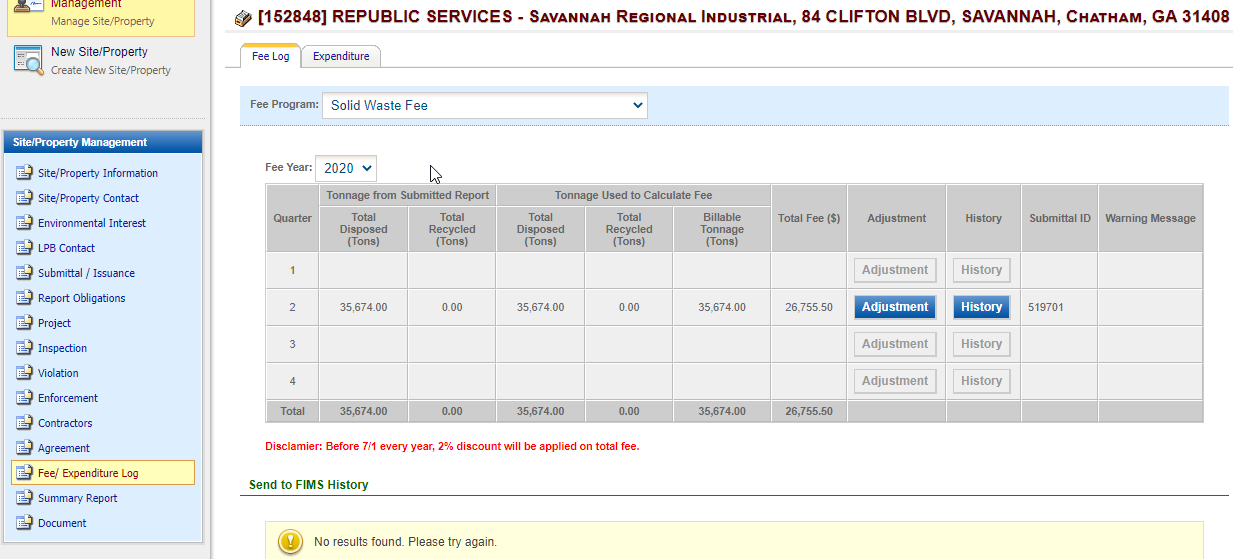 Management
Manage Site/Property
New Site/Property
Create New Site/Property
Site/Property Management
Site/Property Information
Site/Property Contact
Environmental Interest
LPB Contact
Submittal / Issuance
Report Obligations
Project
Inspection
Violation
Enforcement
Contractors
Agreement
Fee/ Expenditure Log
Summary Report
Document
[152848] REPUBLIC SERVICES - Savannah Regional Industrial, 84 CLIFTON BLVD, SAVANNAH, Chatham, GA 31408
Fee Log Expenditure
Fee Program: Solid Waste Fee
Fee Year: 2020
Quarter Tonnage from Submitted Report Tonnage Used to Calculate Fee Total Fee ($) Adjustment History Submittal ID Warning Message
Total Disposed (Tons) Total Recycled (Tons) Total Disposed (Tons) Total Recycled (Tons) Billable Tonnage (Tons)
1 Adjustment History
2 35,674.00 0.00 35,674.00 0.00 35,674.00 26,755.50 Adjustment History 519701
3 Adjustment History
4 Adjustment History
Total 35,674.00 0.00 35,674.00 0.00 35,674.00 26,755.50
Disclamier: Before 7/1 every year, 2% discount will be applied on total fee.
Send to FIMS History
No results found. Please try again.